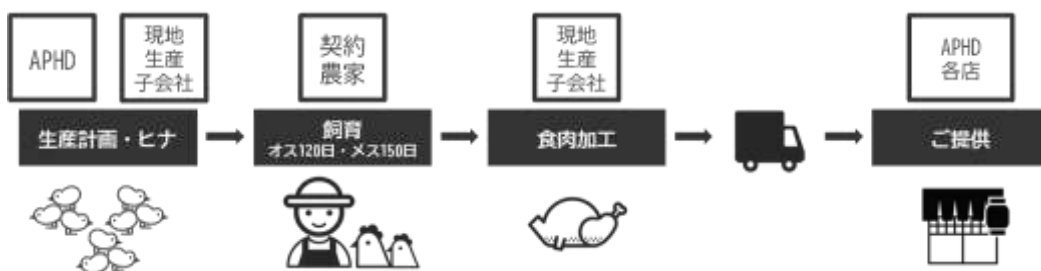 APHD
現地
生産
子会社
契約
農家
現地
生産
子会社
APHD
各店
生産計画・ヒナ
飼育
オス120日・メス150日
食肉加工
ご提供